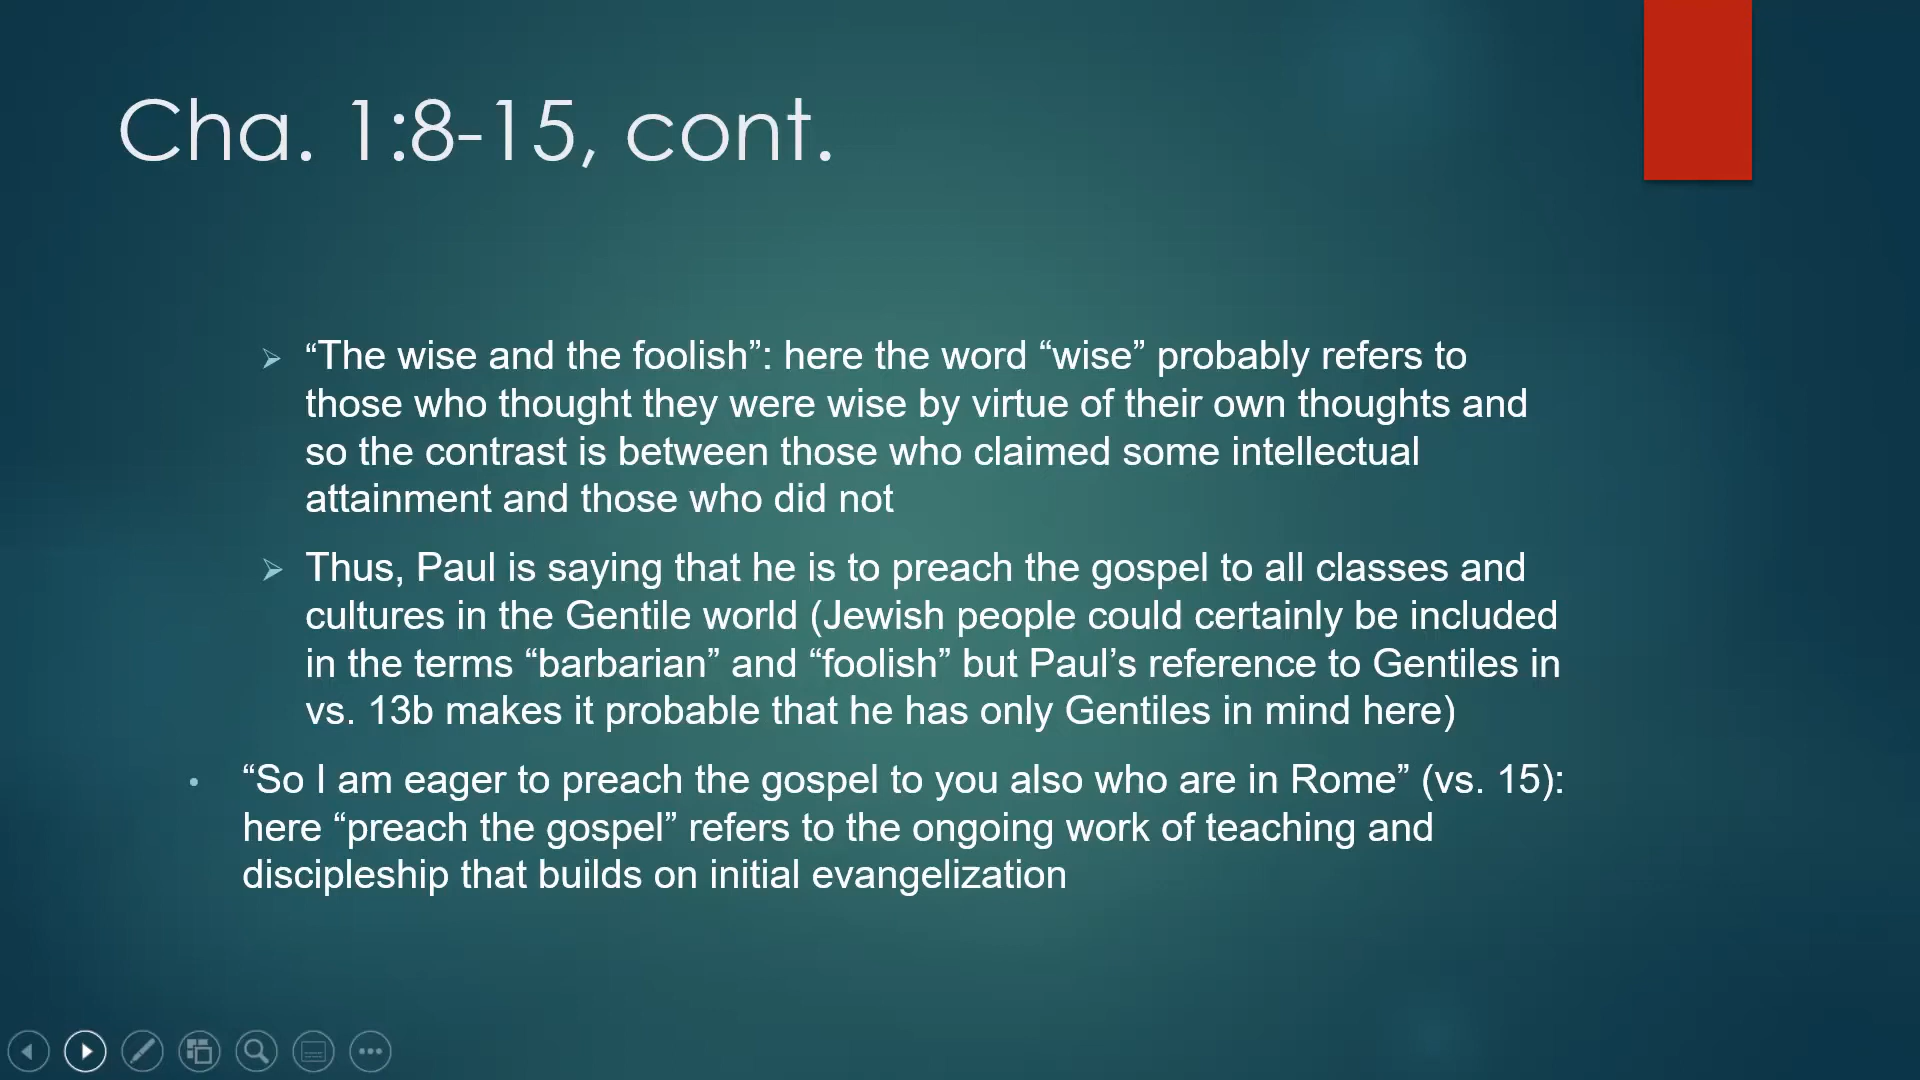 Cha. 1:8-15, cont.
“The wise and the foolish”: here the word “wise” probably refers to
those who thought they were wise by virtue of their own thoughts and
so the contrast is between those who claimed some intellectual
attainment and those who did not
Thus, Paul is saying that he is to preach the gospel to all classes and
cultures in the Gentile world (Jewish people could certainly be included
in the terms “barbarian” and “foolish” but Paul’s reference to Gentiles in
vs. 13b makes it probable that he has only Gentiles in mind here)
“So I am eager to preach the gospel to you also who are in Rome” (vs. 15):
here “preach the gospel” refers to the ongoing work of teaching and
discipleship that builds on initial evangelization